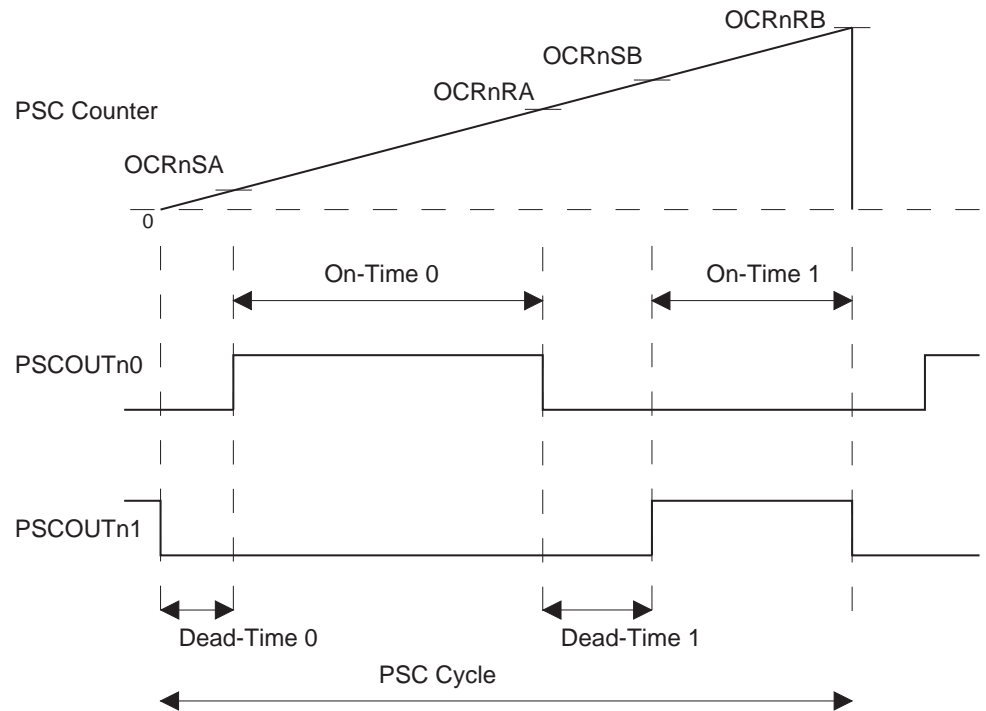 OCRnRB
OCRnSB
OCRnRA
PSC Counter
OCRnSA
0
On-Time 0
On-Time 1
PSCOUTn0
PSCOUTn1
Dead-Time 0
Dead-Time 1
PSC Cycle